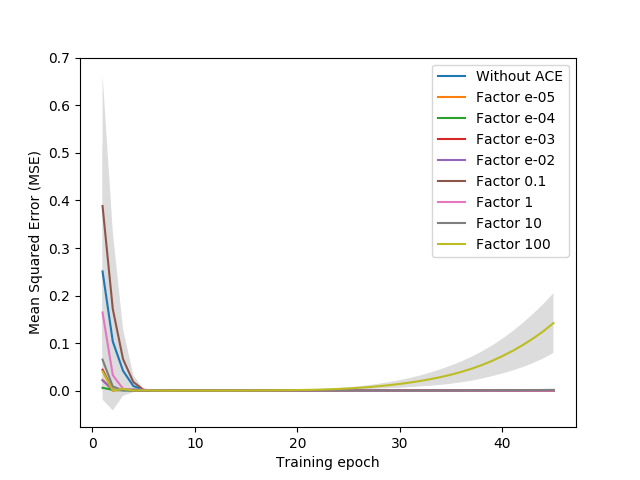 0.7
0.6
0.5
0.4
0.3
0.2
0.1
0.0
Mean Squared Error (MSE)
0
10
20
30
40
Training epoch
Without ACE
Factor e-05
Factor e-04
Factor e-03
Factor e-02
Factor 0.1
Factor 1
Factor 10
Factor 100